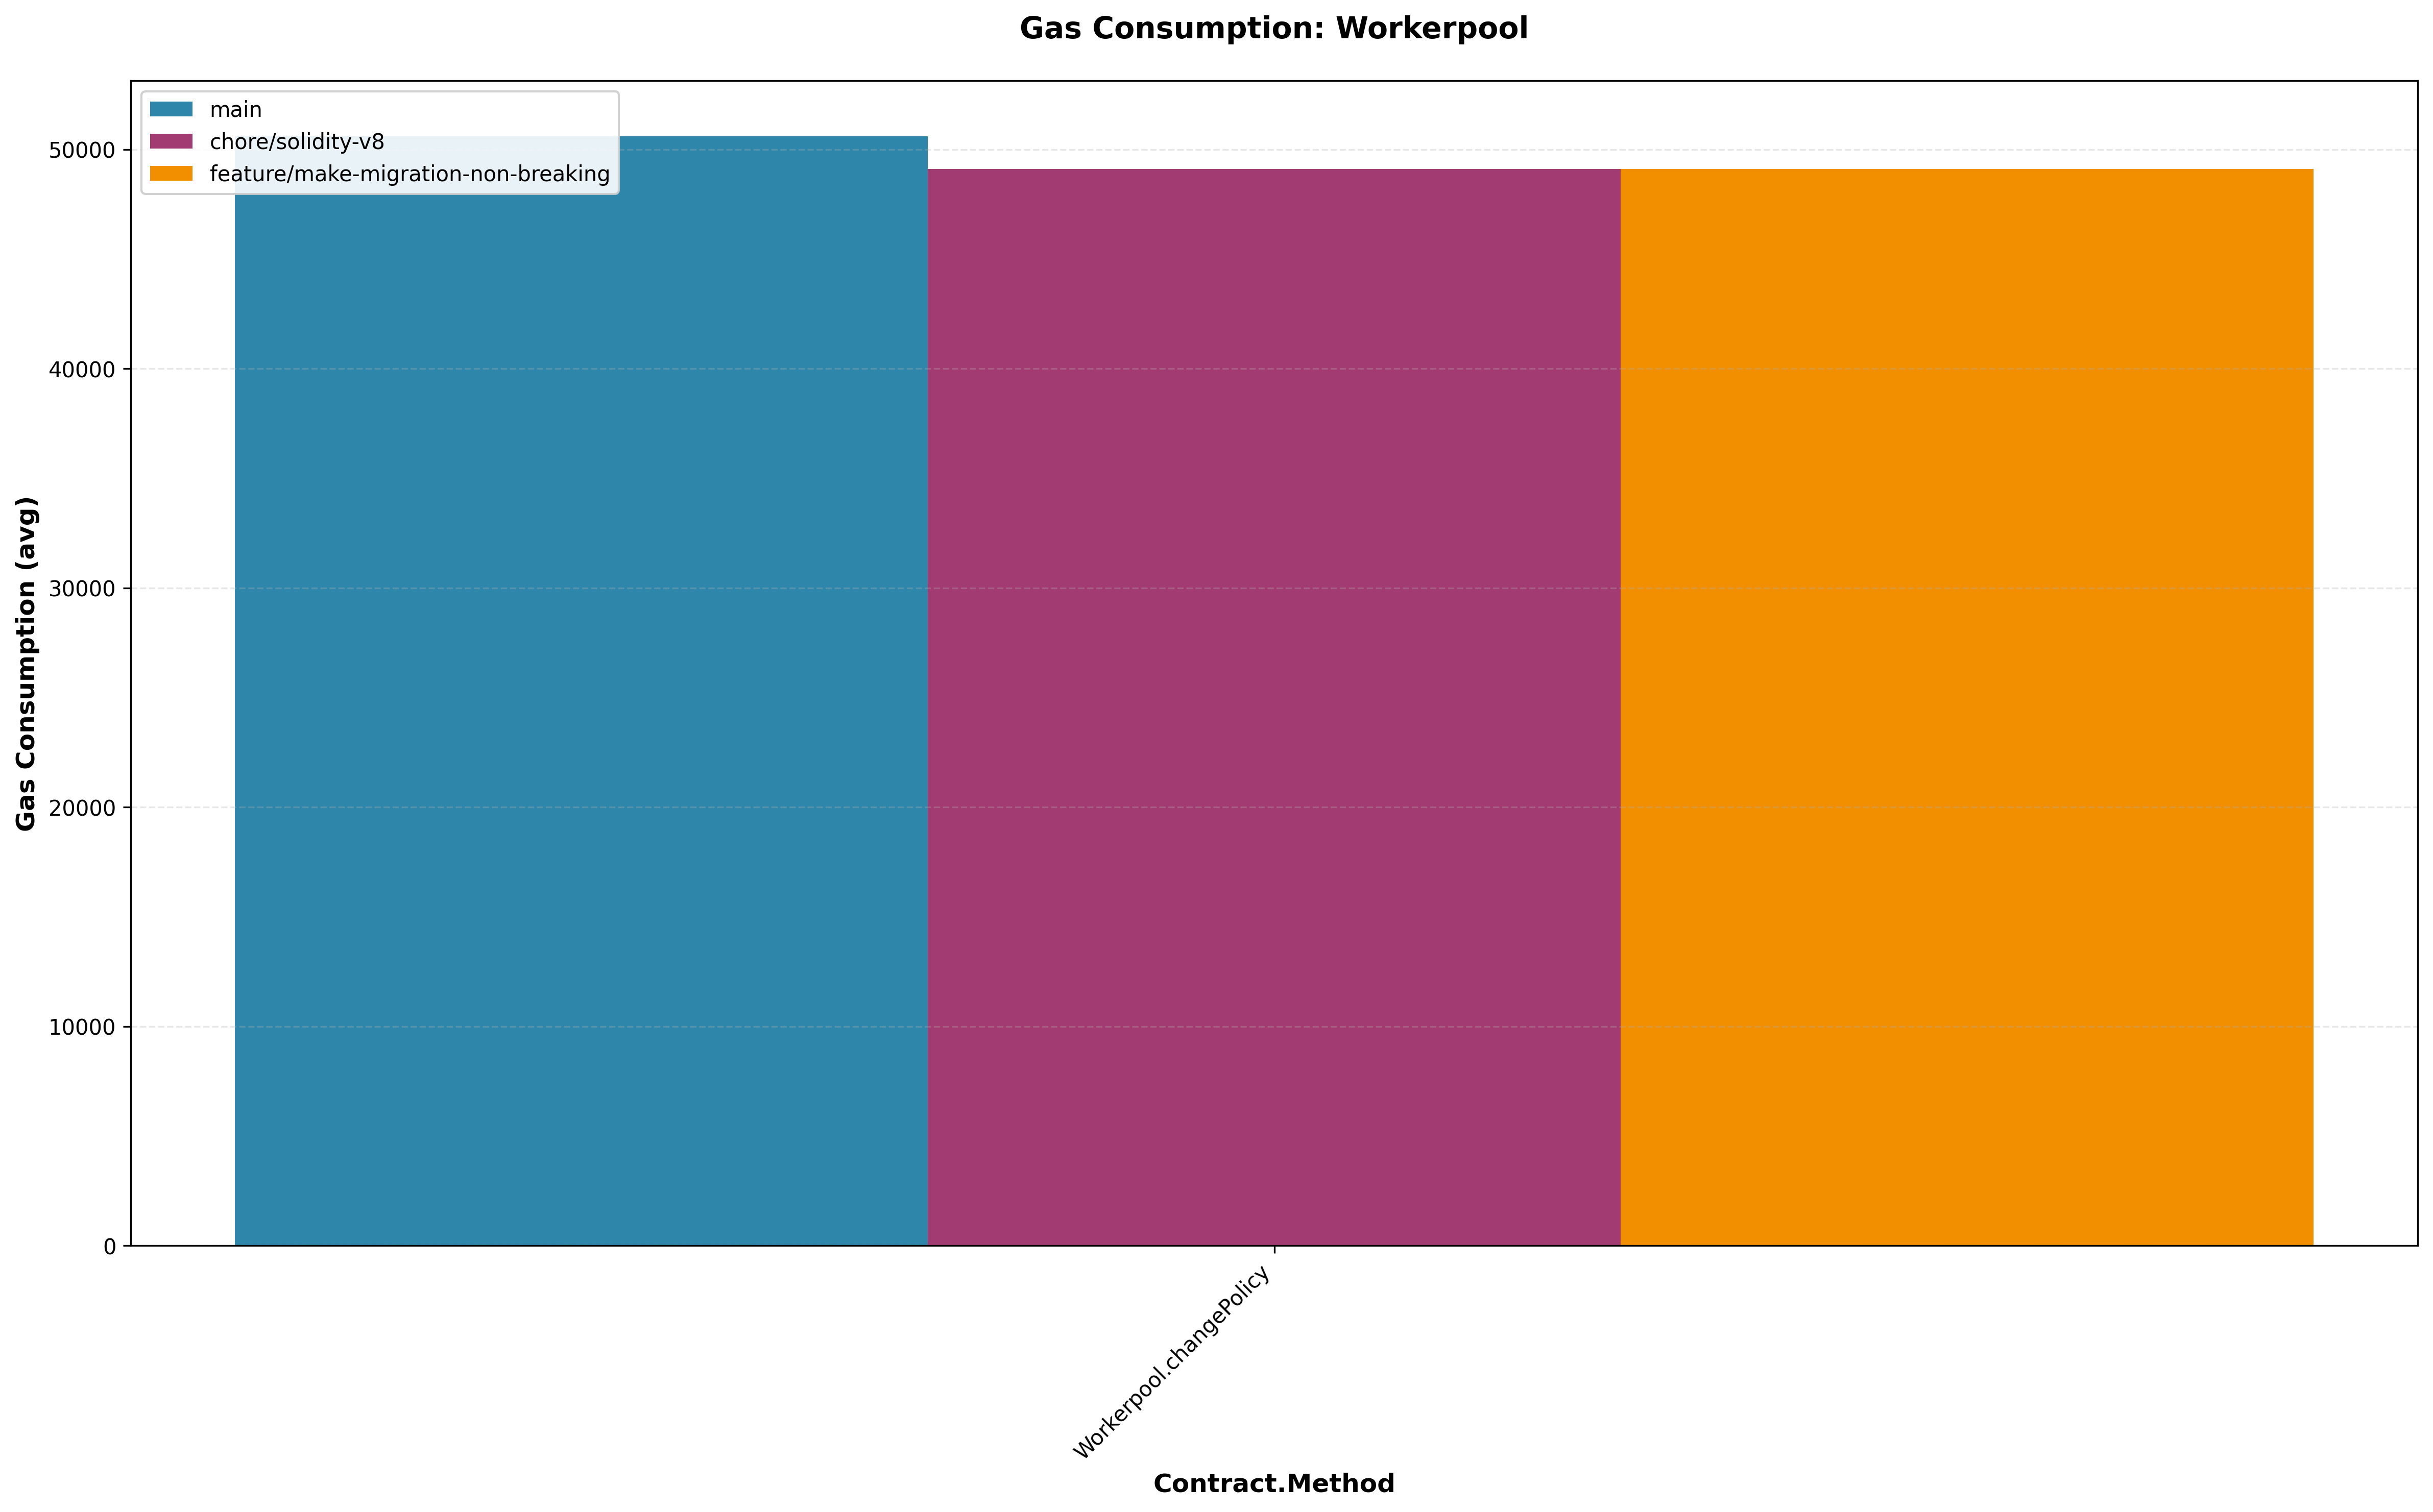 Gas Consumption: Workerpool
main
chore/solidity-v8
feature/make-migration-non-breaking
Gas Consumption (avg)
50000
40000
30000
20000
10000
0
Workerpool.changePolicy
Contract.Method